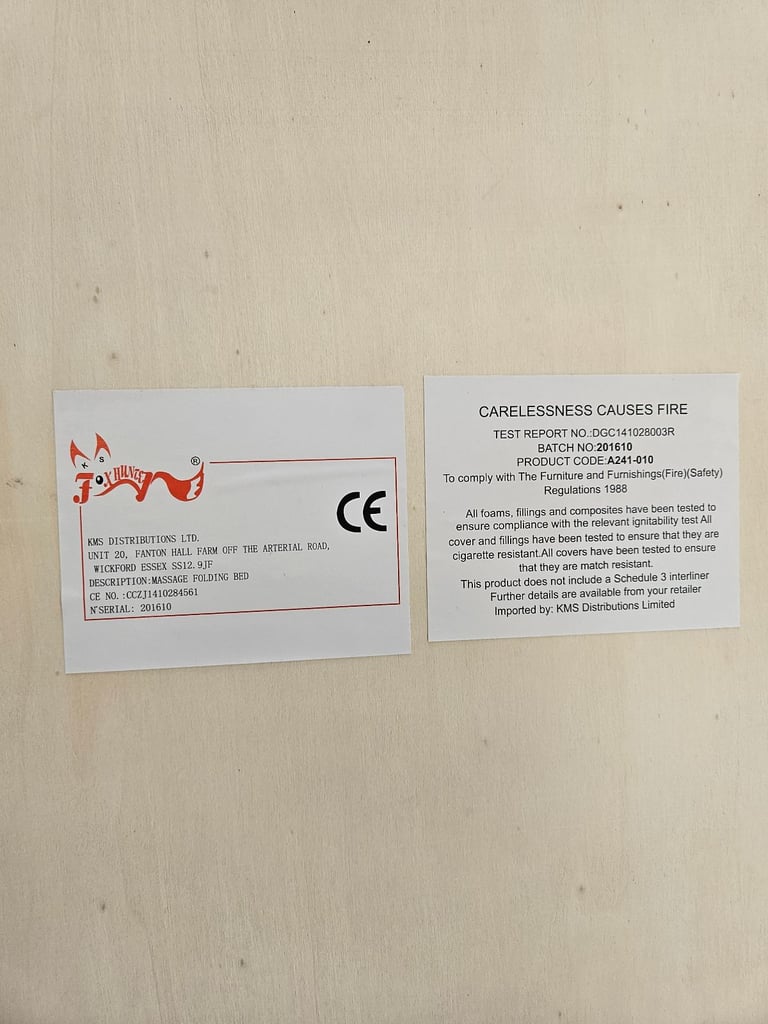 K S
FOX HUNTER ®
CE
KMS DISTRIBUTIONS LTD.
UNIT 20, FANTON HALL FARM OFF THE ARTERIAL ROAD,
WICKFORD ESSEX SS12.9JF
DESCRIPTION:MASSAGE FOLDING BED
CE NO.:CCZJ1410284561
N°SERIAL: 201610
CARELESSNESS CAUSES FIRE
TEST REPORT NO.:DGC141028003R
BATCH NO:201610
PRODUCT CODE:A241-010
To comply with The Furniture and Furnishings(Fire)(Safety)
Regulations 1988
All foams, fillings and composites have been tested to
ensure compliance with the relevant ignitability test All
cover and fillings have been tested to ensure that they are
cigarette resistant.All covers have been tested to ensure
that they are match resistant.
This product does not include a Schedule 3 interliner
Further details are available from your retailer
Imported by: KMS Distributions Limited